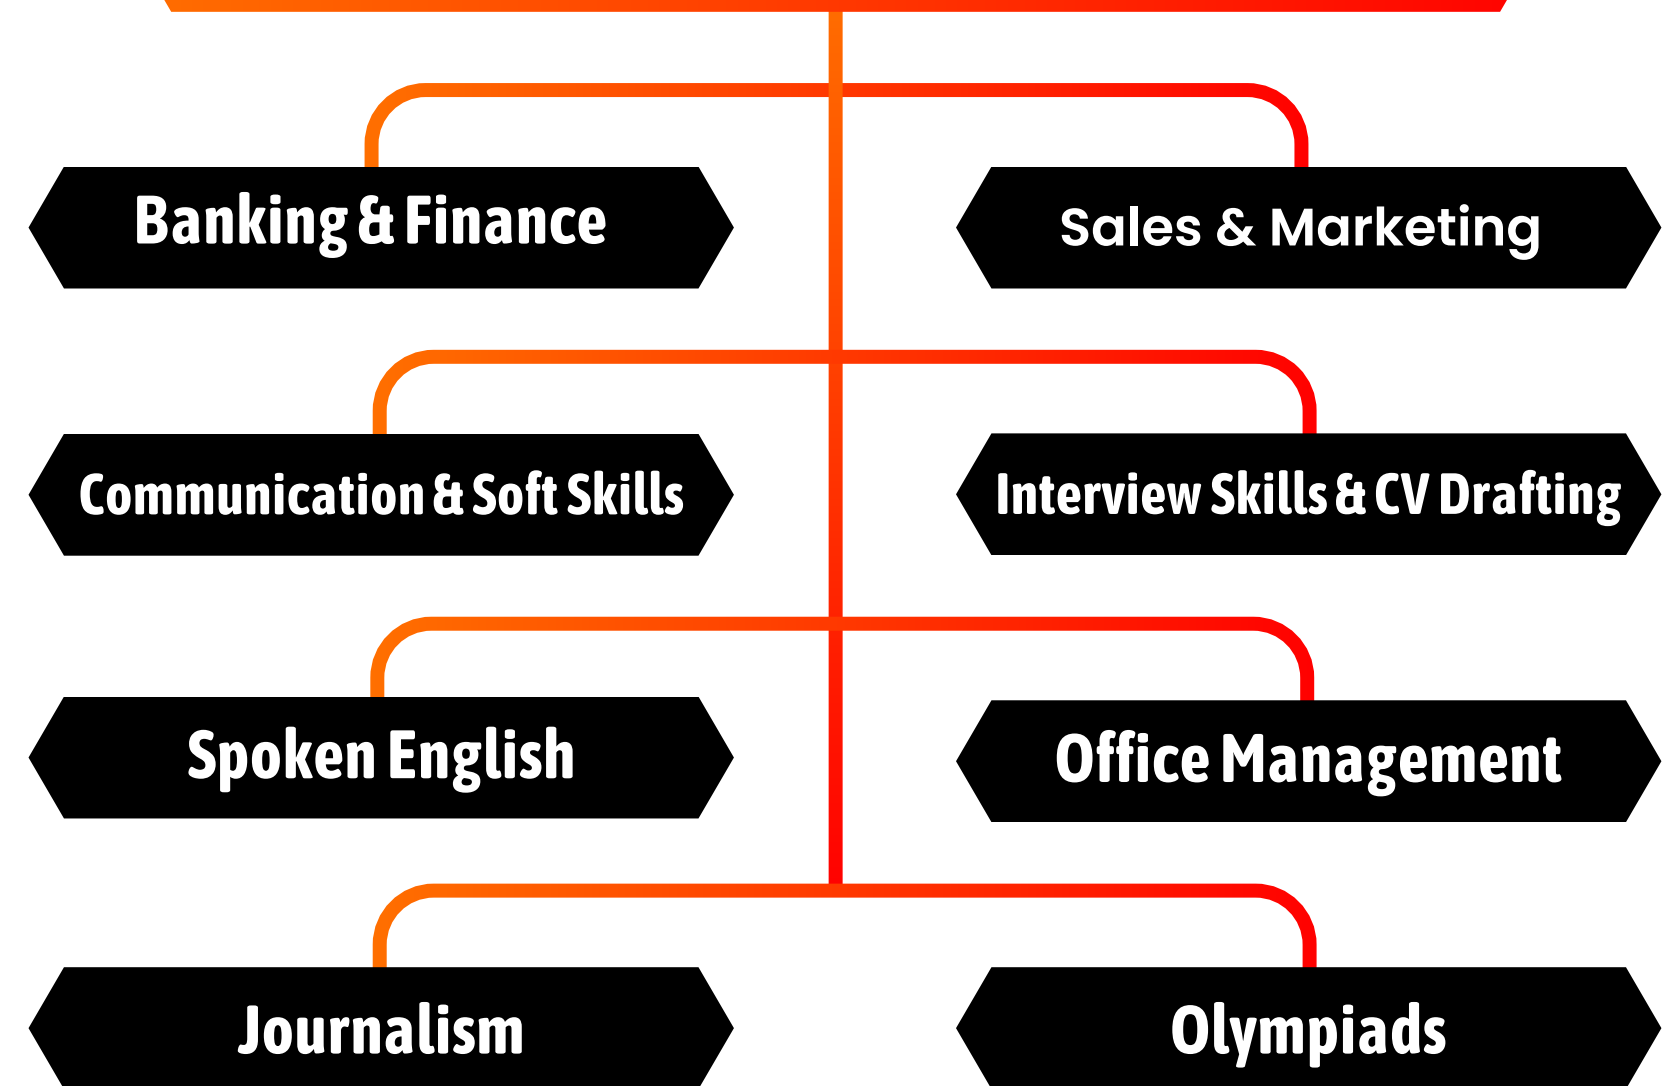 Banking & Finance
Sales & Marketing
Communication & Soft Skills
Interview Skills & CV Drafting
Spoken English
Office Management
Journalism
Olympiads